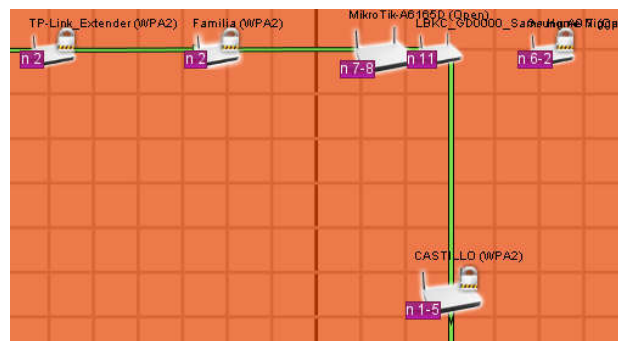 MikroTik-A6165D (Open)
TP-Link_Extender (WPA2)
Familia (WPA2)
LBKC_GD0000_Sa
n 2
n 2
n 7-8
n 11
n 6-2
CASTILLO (WPA2)
n 1-5